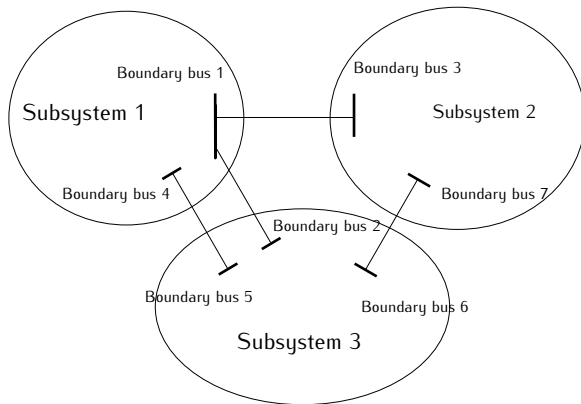 Boundary bus 1
Boundary bus 3
Subsystem 1
Subsystem 2
Boundary bus 4
Boundary bus 7
Boundary bus 2
Boundary bus 5
Boundary bus 6
Subsystem 3